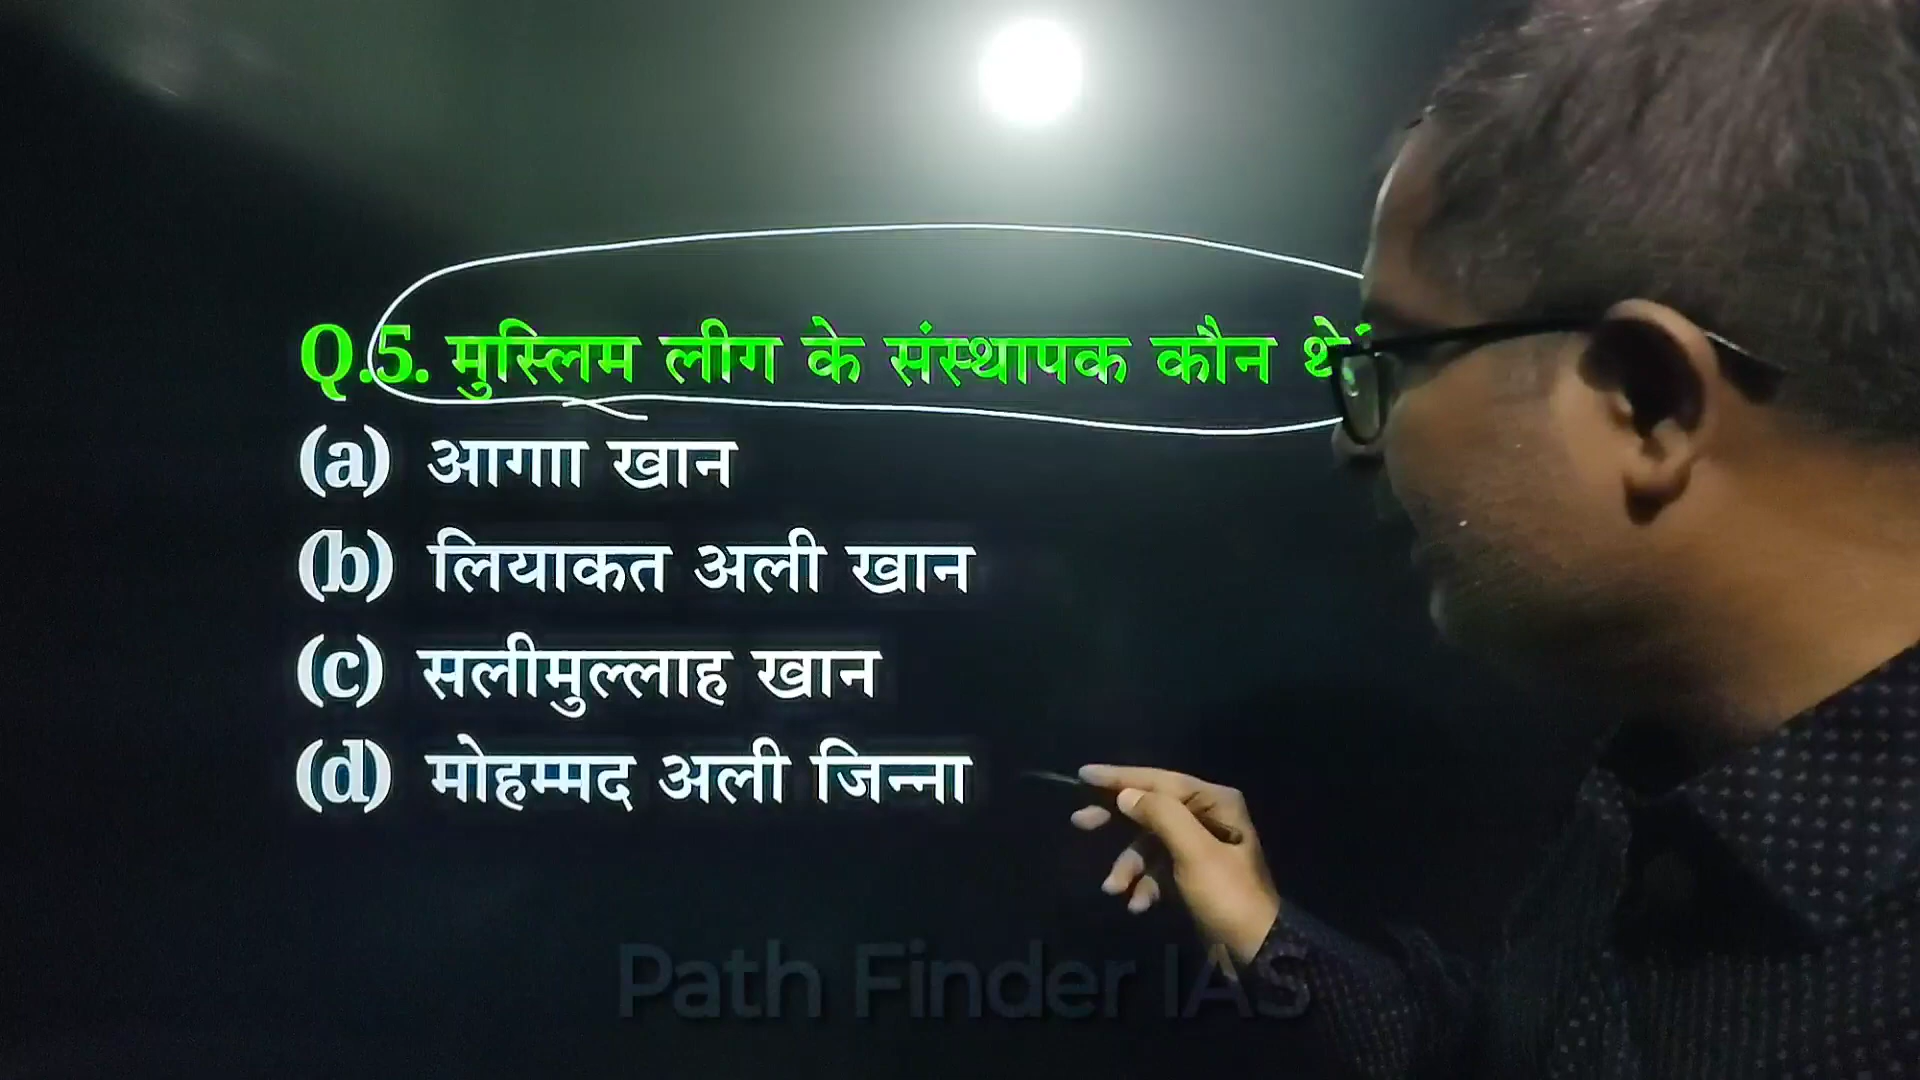 Q.5. मुस्लिम लीग के संस्थापक कौन थे
(a) आगाा खान
(b) लियाकत अली खान
(c) सलीमुल्लाह खान
(d) मोहम्मद अली जिन्ना
Path Finder IAS